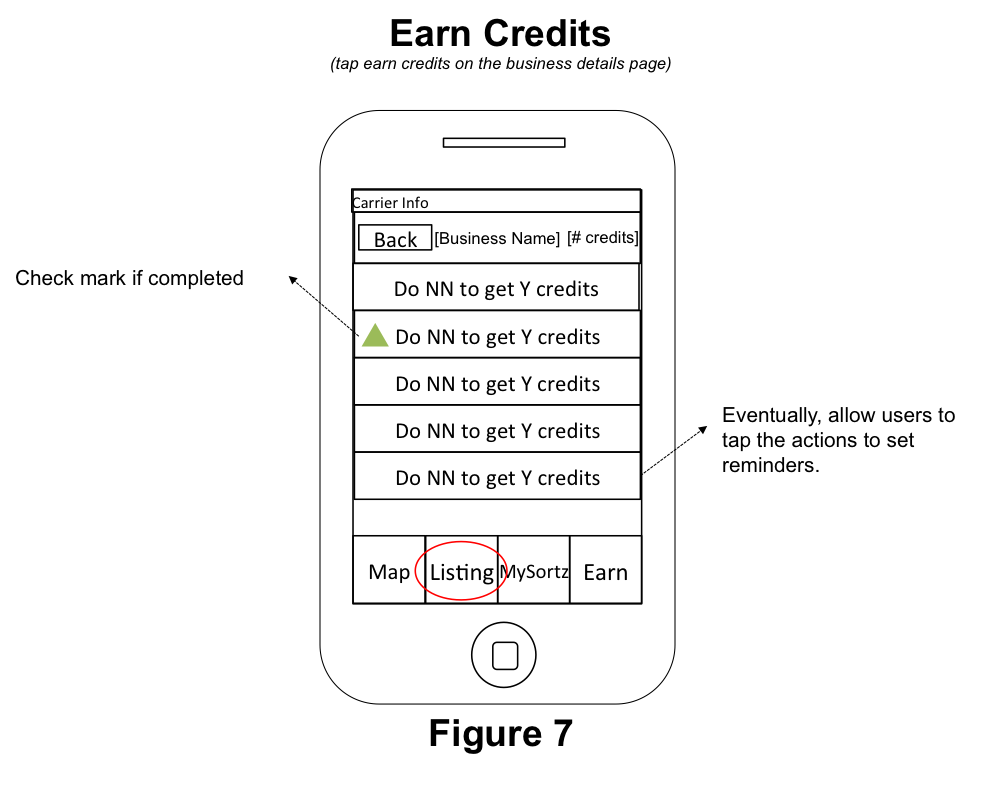 Earn Credits
(tap earn credits on the business details page)
Carrier Info
Back [Business Name] [# credits]
Do NN to get Y credits
Check mark if completed
Do NN to get Y credits
Do NN to get Y credits
Do NN to get Y credits
Do NN to get Y credits
Eventually, allow users to
tap the actions to set
reminders.
Map Listing MySortz Earn
Figure 7